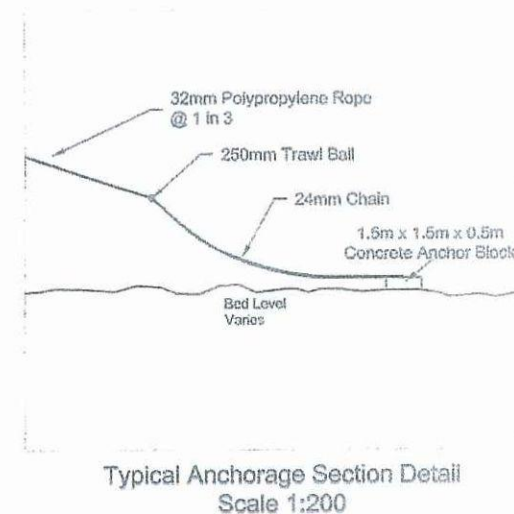 32mm Polypropylene Rope
@ 1 in 3
250mm Trawl Ball
24mm Chain
1.5m x 1.5m x 0.5m
Concrete Anchor Block
Bed Level
Varies
Typical Anchorage Section Detail
Scale 1:200